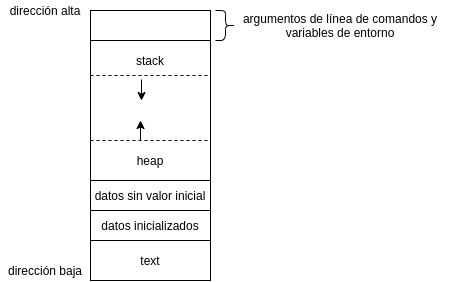 dirección alta
argumentos de línea de comandos y
variables de entorno
stack
heap
datos sin valor inicial
datos inicializados
text
dirección baja